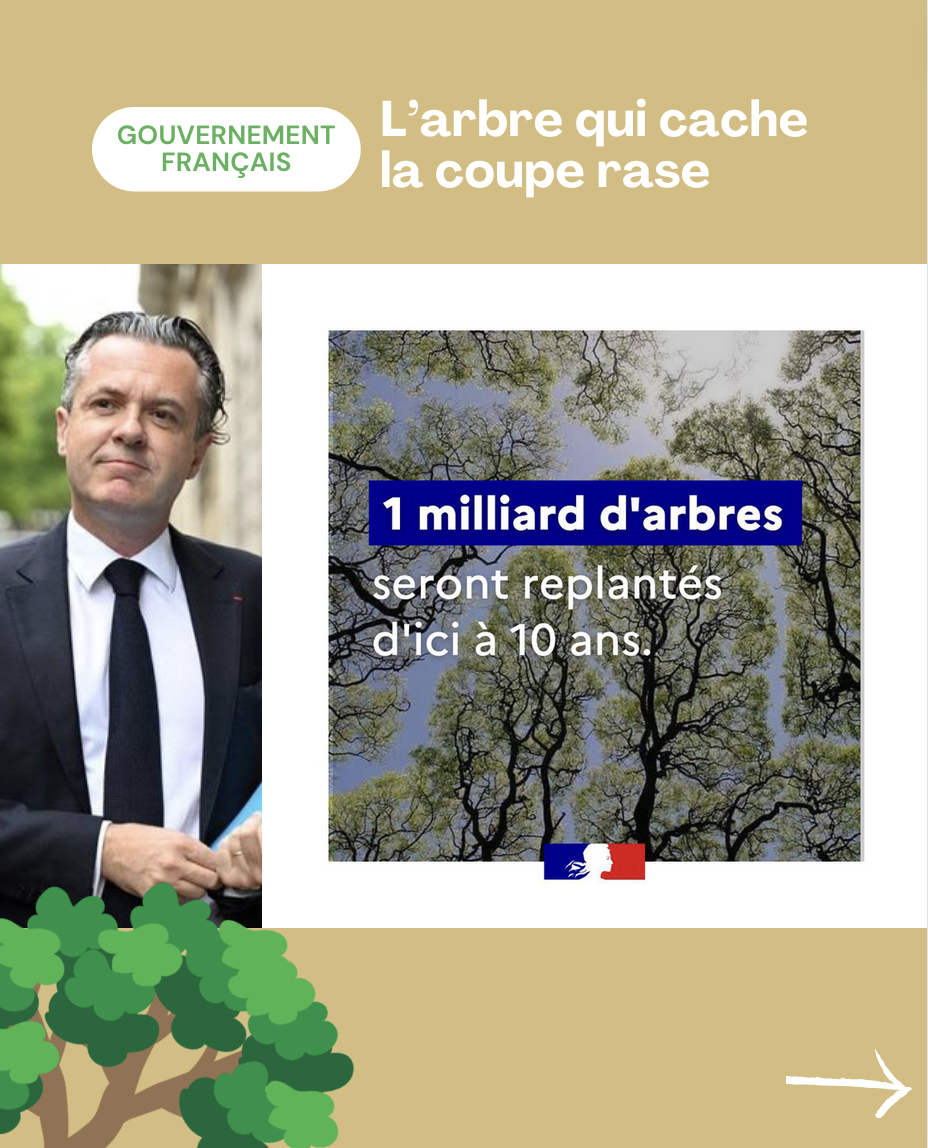 GOUVERNEMENT
FRANÇAIS
L’arbre qui cache
la coupe rase
1 milliard d'arbres
seront replantés
d'ici à 10 ans.